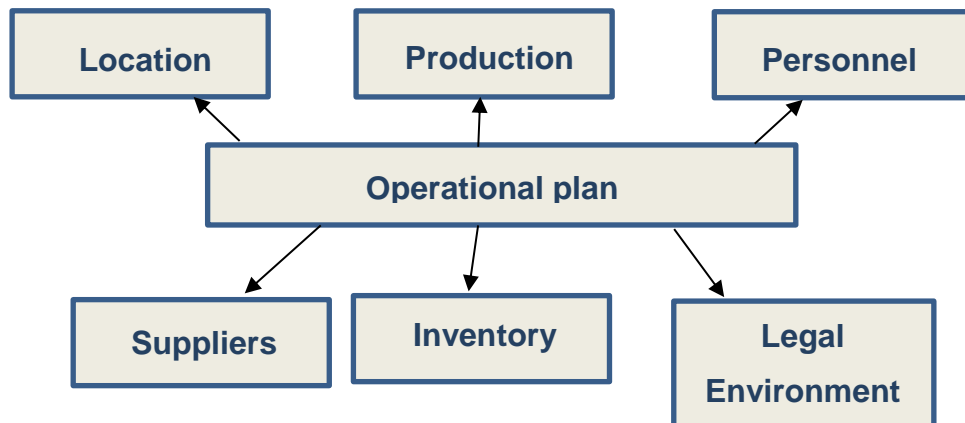 Location
Production
Personnel
Operational plan
Suppliers
Inventory
Legal
Environment